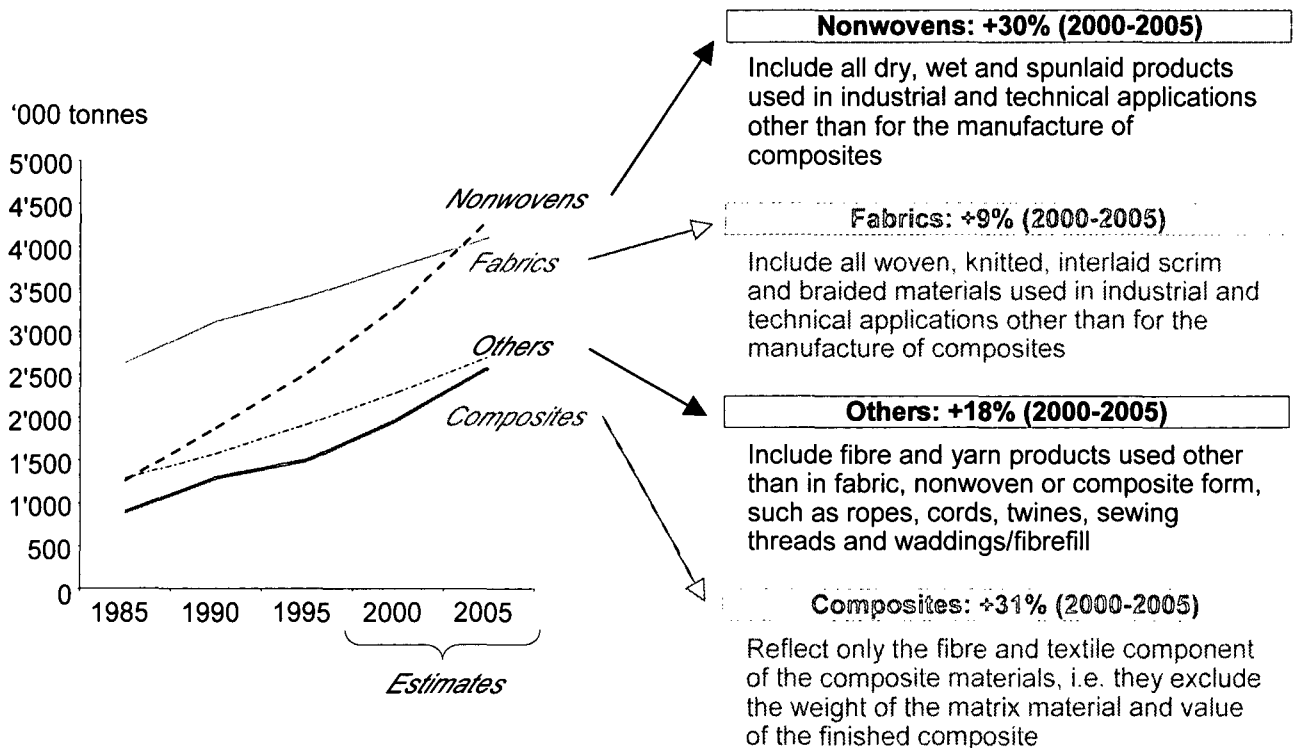 '000 tonnes
5'000
4'500
4'000
3'500
3'000
2'500
2'000
1'500
1'000
500
0
1985 1990 1995 2000 2005
Estimates
Nonwovens
Fabrics
Others
Composites
Nonwovens: +30% (2000-2005)
Include all dry, wet and spunlaid products
used in industrial and technical applications
other than for the manufacture of
composites
Fabrics: +9% (2000-2005)
Include all woven, knitted, interlaid scrim
and braided materials used in industrial and
technical applications other than for the
manufacture of composites
Others: +18% (2000-2005)
Include fibre and yarn products used other
than in fabric, nonwoven or composite form,
such as ropes, cords, twines, sewing
threads and waddings/fibrefill
Composites: +31% (2000-2005)
Reflect only the fibre and textile component
of the composite materials, i.e. they exclude
the weight of the matrix material and value
of the finished composite